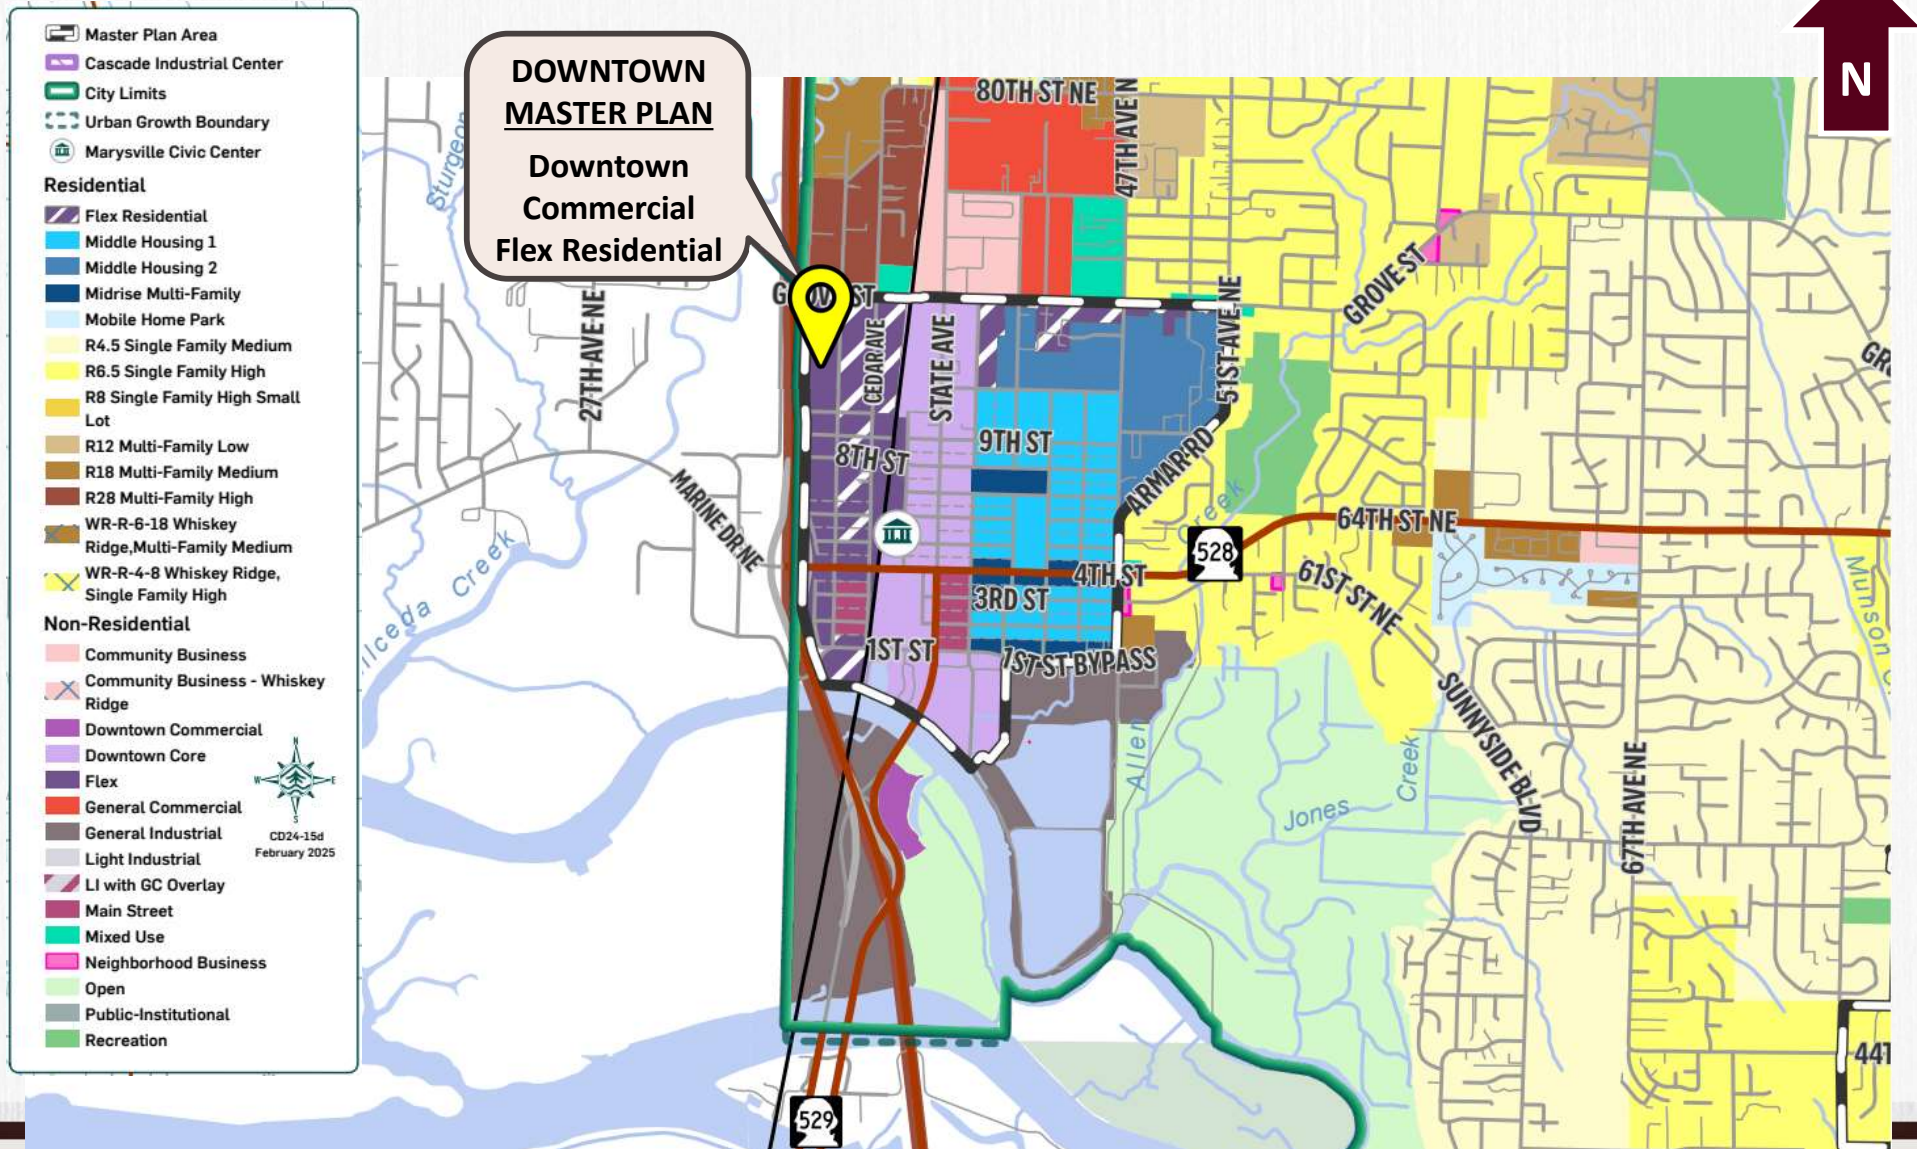 Master Plan Area
Cascade Industrial Center
City Limits
Urban Growth Boundary
Marysville Civic Center
Residential
Flex Residential
Middle Housing 1
Middle Housing 2
Midrise Multi-Family
Mobile Home Park
R4.5 Single Family Medium
R6.5 Single Family High
R8 Single Family High Small
Lot
R12 Multi-Family Low
R18 Multi-Family Medium
R28 Multi-Family High
WR-R-6-18 Whiskey
Ridge,Multi-Family Medium
WR-R-4-8 Whiskey Ridge,
Single Family High
Non-Residential
Community Business
Community Business - Whiskey
Ridge
Downtown Commercial
Downtown Core
Flex
General Commercial
General Industrial
Light Industrial
LI with GC Overlay
Main Street
Mixed Use
Neighborhood Business
Open
Public-Institutional
Recreation
N
W
E
S
CD24-15d
February 2025
DOWNTOWN
MASTER PLAN
Downtown
Commercial
Flex Residential
N
80TH ST NE
47TH AVE N
Sturgeon
27TH AVE NE
ST
CEDAR AVE
STATE AVE
51ST AVE NE
GROVE ST
9TH ST
8TH ST
ARMAR RD
MARINE DR NE
Creek
528
64TH ST NE
4TH ST
61ST ST NE
3RD ST
1ST ST
1ST ST BYPASS
Creek
Munson
SUNNYSIDE BLVD
Allen
Jones
Creek
67TH AVE NE
529